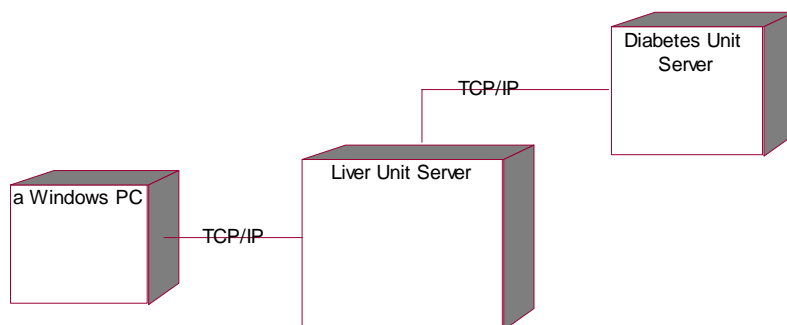 Diabetes Unit
Server
TCP/IP
Liver Unit Server
a Windows PC
TCP/IP